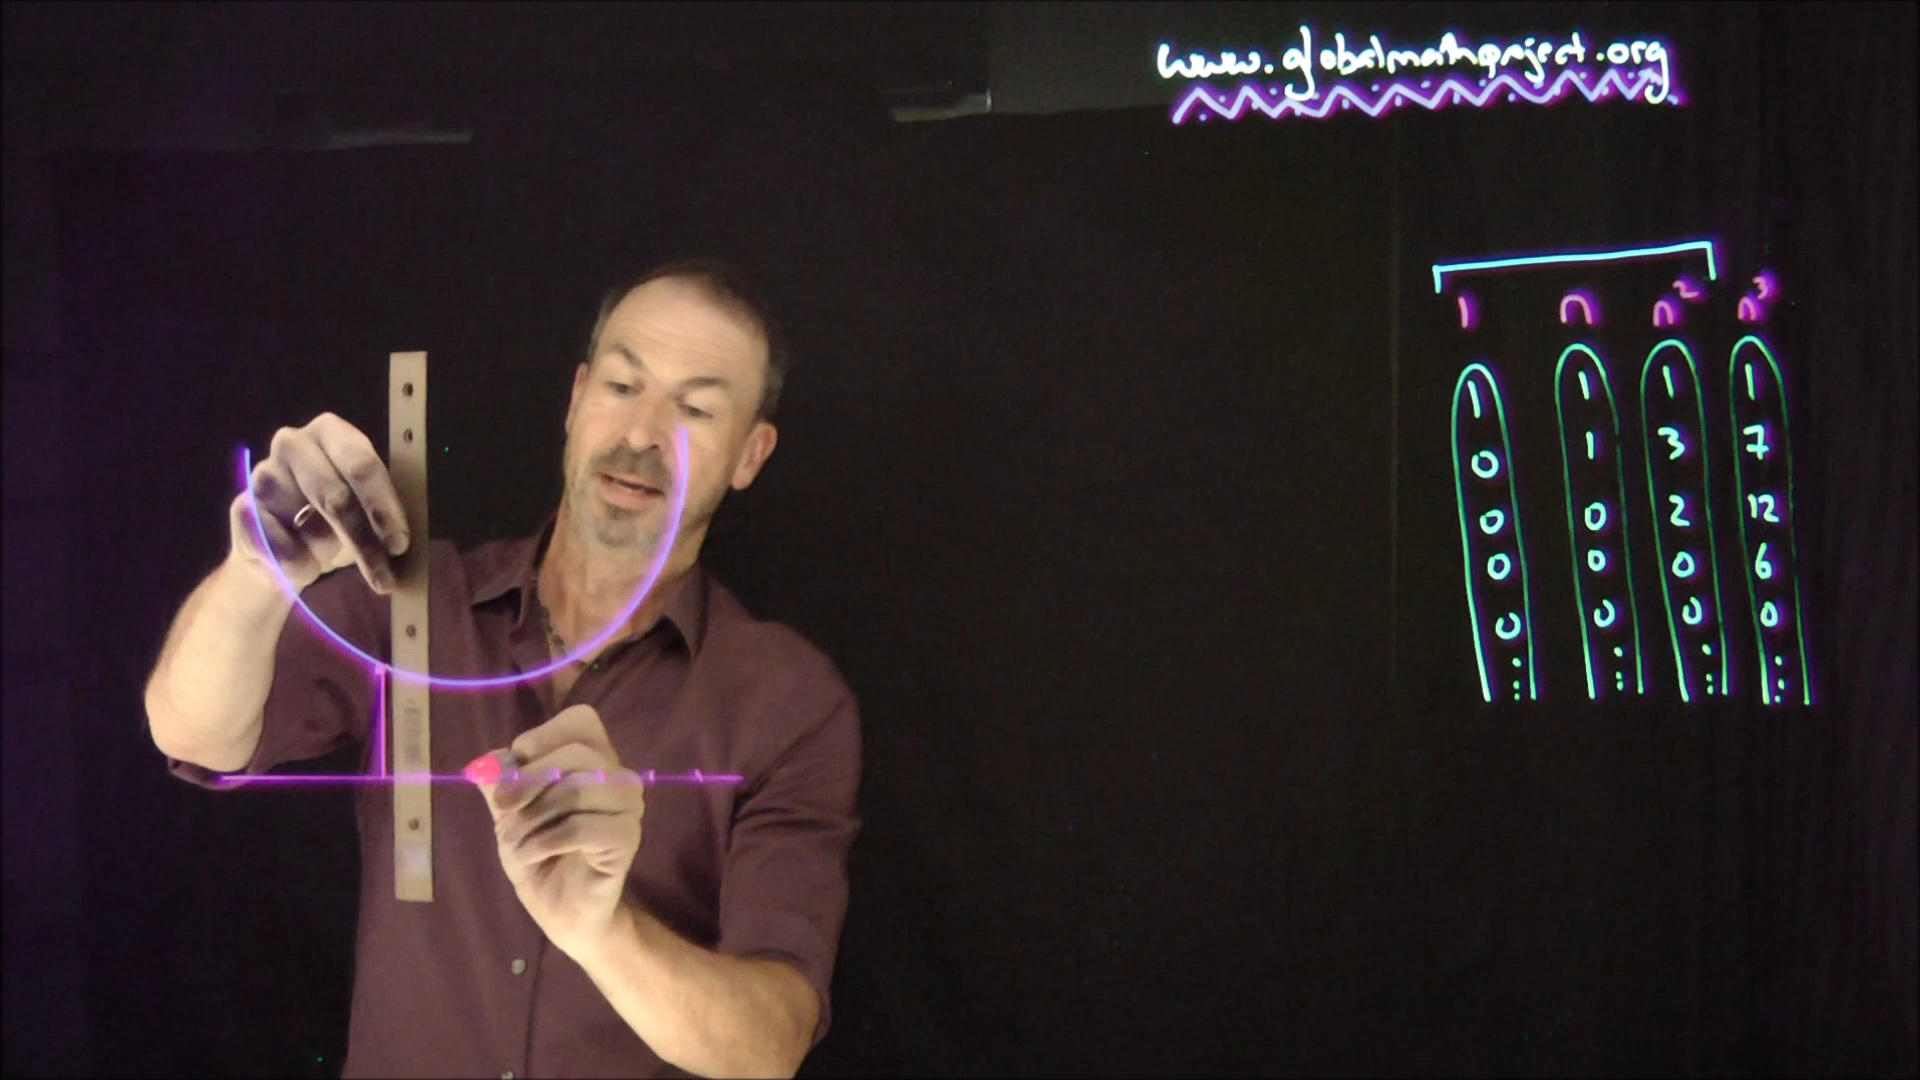 www.globalmathproject.org
1 n n² n³
1 1 1 1
0 1 3 7
0 0 2 12
0 0 0 6
0 0 0 0
⋮ ⋮ ⋮ ⋮